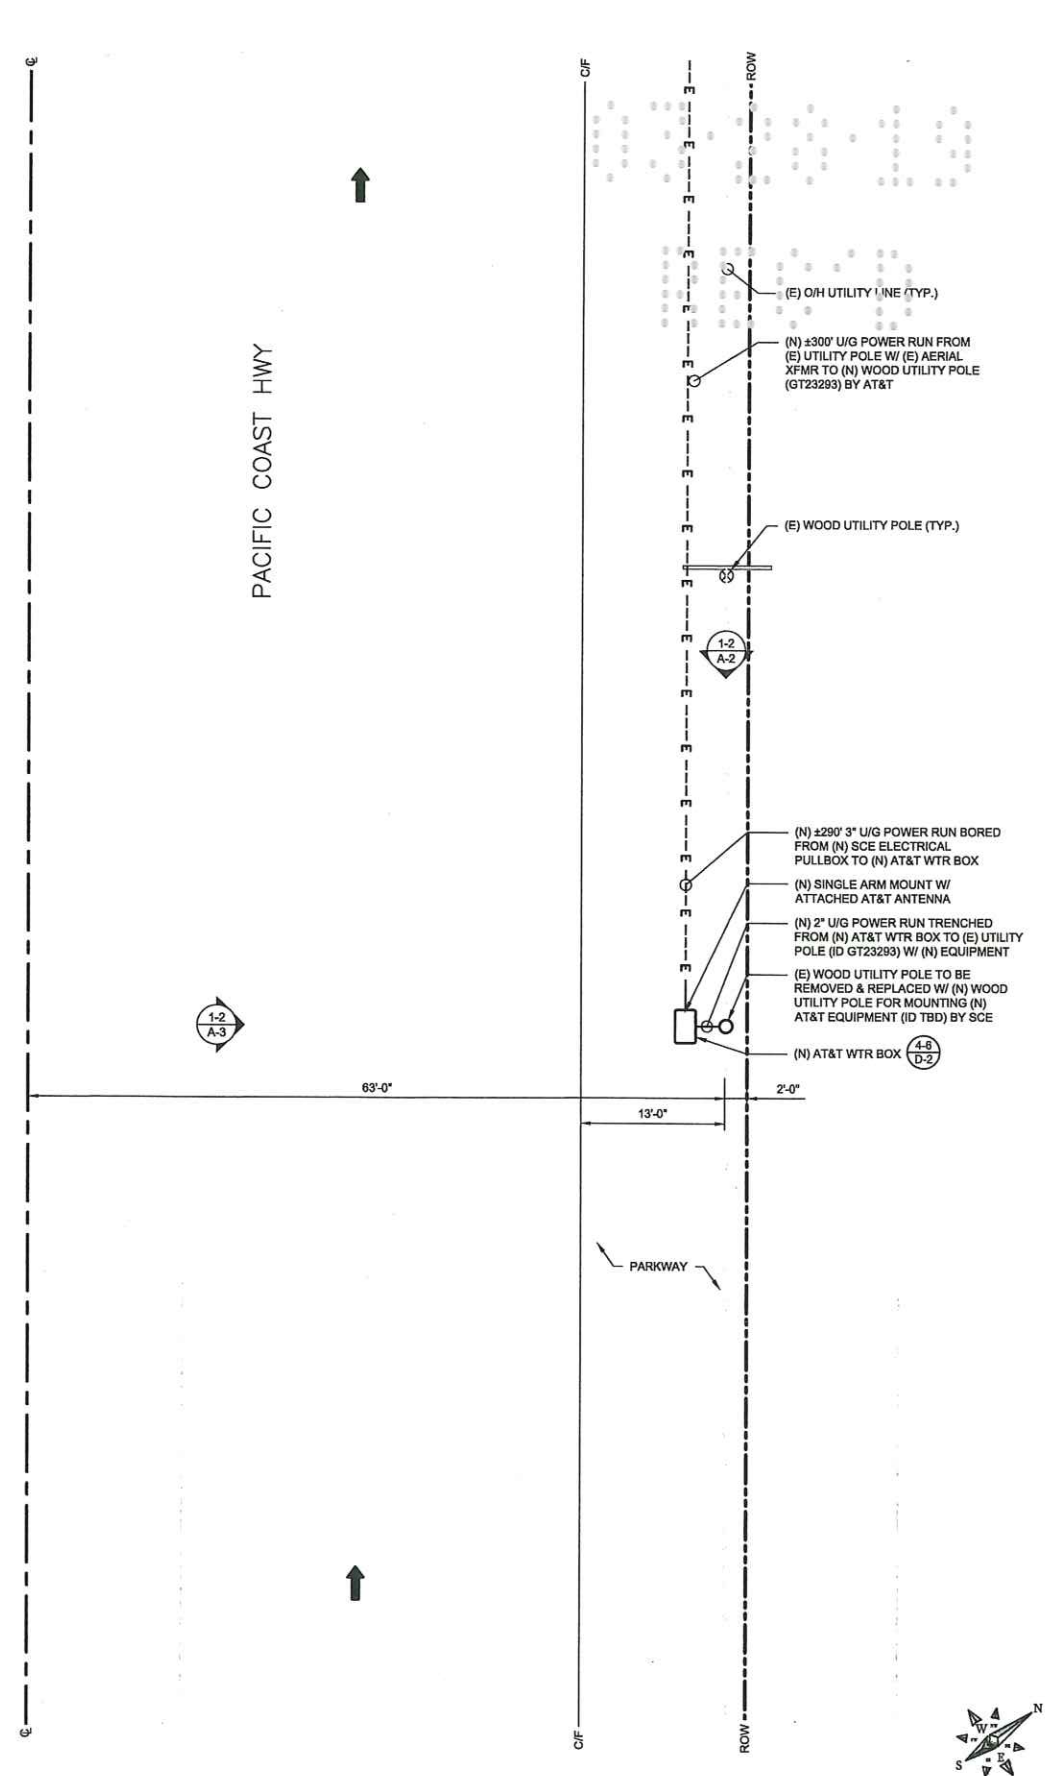 ℄
C/F
ROW
03-28-13
(E) O/H UTILITY LINE (TYP.)
(N) ±300' U/G POWER RUN FROM
(E) UTILITY POLE W/ (E) AERIAL
XFMR TO (N) WOOD UTILITY POLE
(GT23293) BY AT&T
PACIFIC COAST HWY
(E) WOOD UTILITY POLE (TYP.)
1-2
A-2
(N) ±290' 3" U/G POWER RUN BORED
FROM (N) SCE ELECTRICAL
PULLBOX TO (N) AT&T WTR BOX
(N) SINGLE ARM MOUNT W/
ATTACHED AT&T ANTENNA
(N) 2" U/G POWER RUN TRENCHED
FROM (N) AT&T WTR BOX TO (E) UTILITY
POLE (ID GT23293) W/ (N) EQUIPMENT
(E) WOOD UTILITY POLE TO BE
REMOVED & REPLACED W/ (N) WOOD
UTILITY POLE FOR MOUNTING (N)
AT&T EQUIPMENT (ID TBD) BY SCE
1-2
A-3
(N) AT&T WTR BOX
4-6
D-2
63'-0"
2'-0"
13'-0"
PARKWAY
℄
C/F
ROW
N
W
S
E